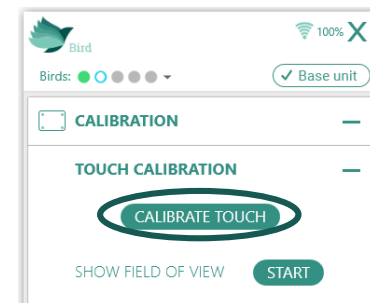 Bird
100% X
Birds:
Base unit
CALIBRATION
TOUCH CALIBRATION
CALIBRATE TOUCH
SHOW FIELD OF VIEW START